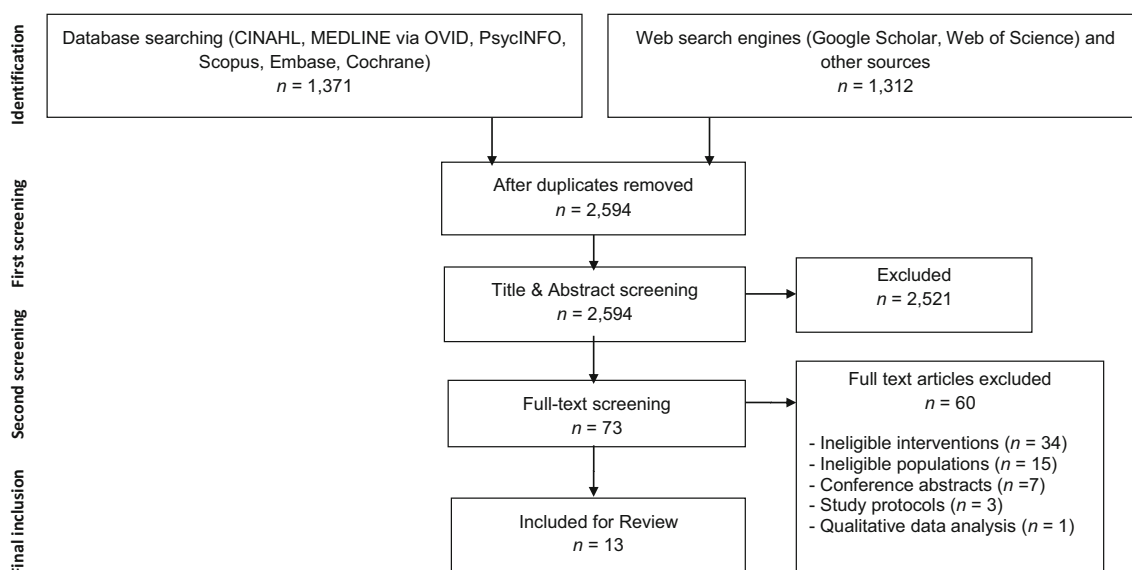 Identification
Database searching (CINAHL, MEDLINE via OVID, PsycINFO,
Scopus, Embase, Cochrane)
n = 1,371
Web search engines (Google Scholar, Web of Science) and
other sources
n = 1,312
First screening
After duplicates removed
n = 2,594
Title & Abstract screening
n = 2,594
Excluded
n = 2,521
Second screening
Full-text screening
n = 73
Full text articles excluded
n = 60
- Ineligible interventions (n = 34)
- Ineligible populations (n = 15)
- Conference abstracts (n =7)
- Study protocols (n = 3)
- Qualitative data analysis (n = 1)
Final inclusion
Included for Review
n = 13